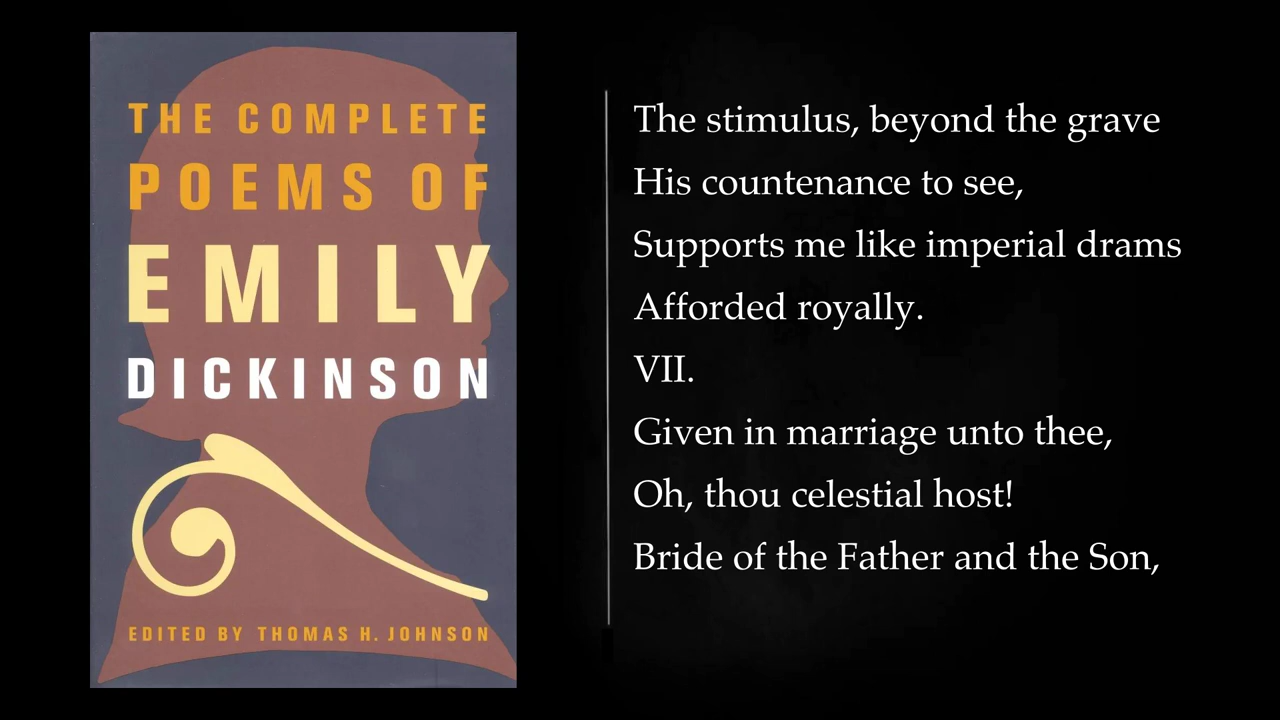 THE COMPLETE
POEMS OF
EMILY
DICKINSON
EDITED BY THOMAS H. JOHNSON
The stimulus, beyond the grave
His countenance to see,
Supports me like imperial drams
Afforded royally.
VII.
Given in marriage unto thee,
Oh, thou celestial host!
Bride of the Father and the Son,